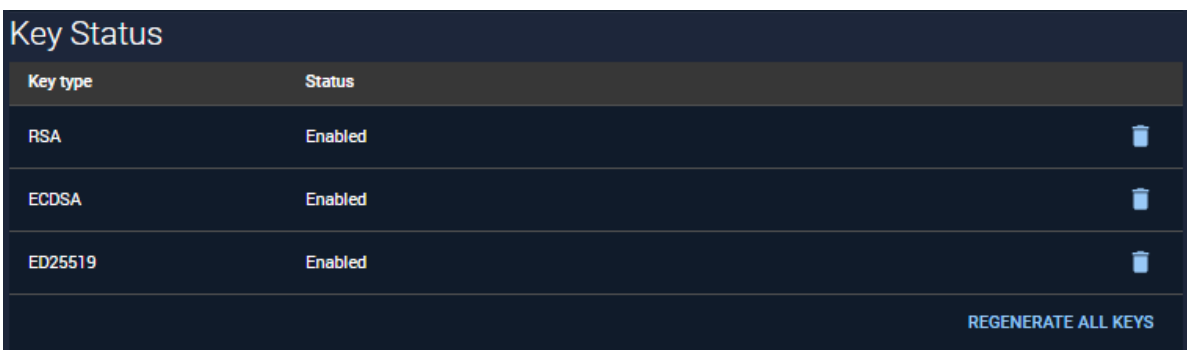 Key Status
Key type Status
RSA Enabled
ECDSA Enabled
ED25519 Enabled
REGENERATE ALL KEYS